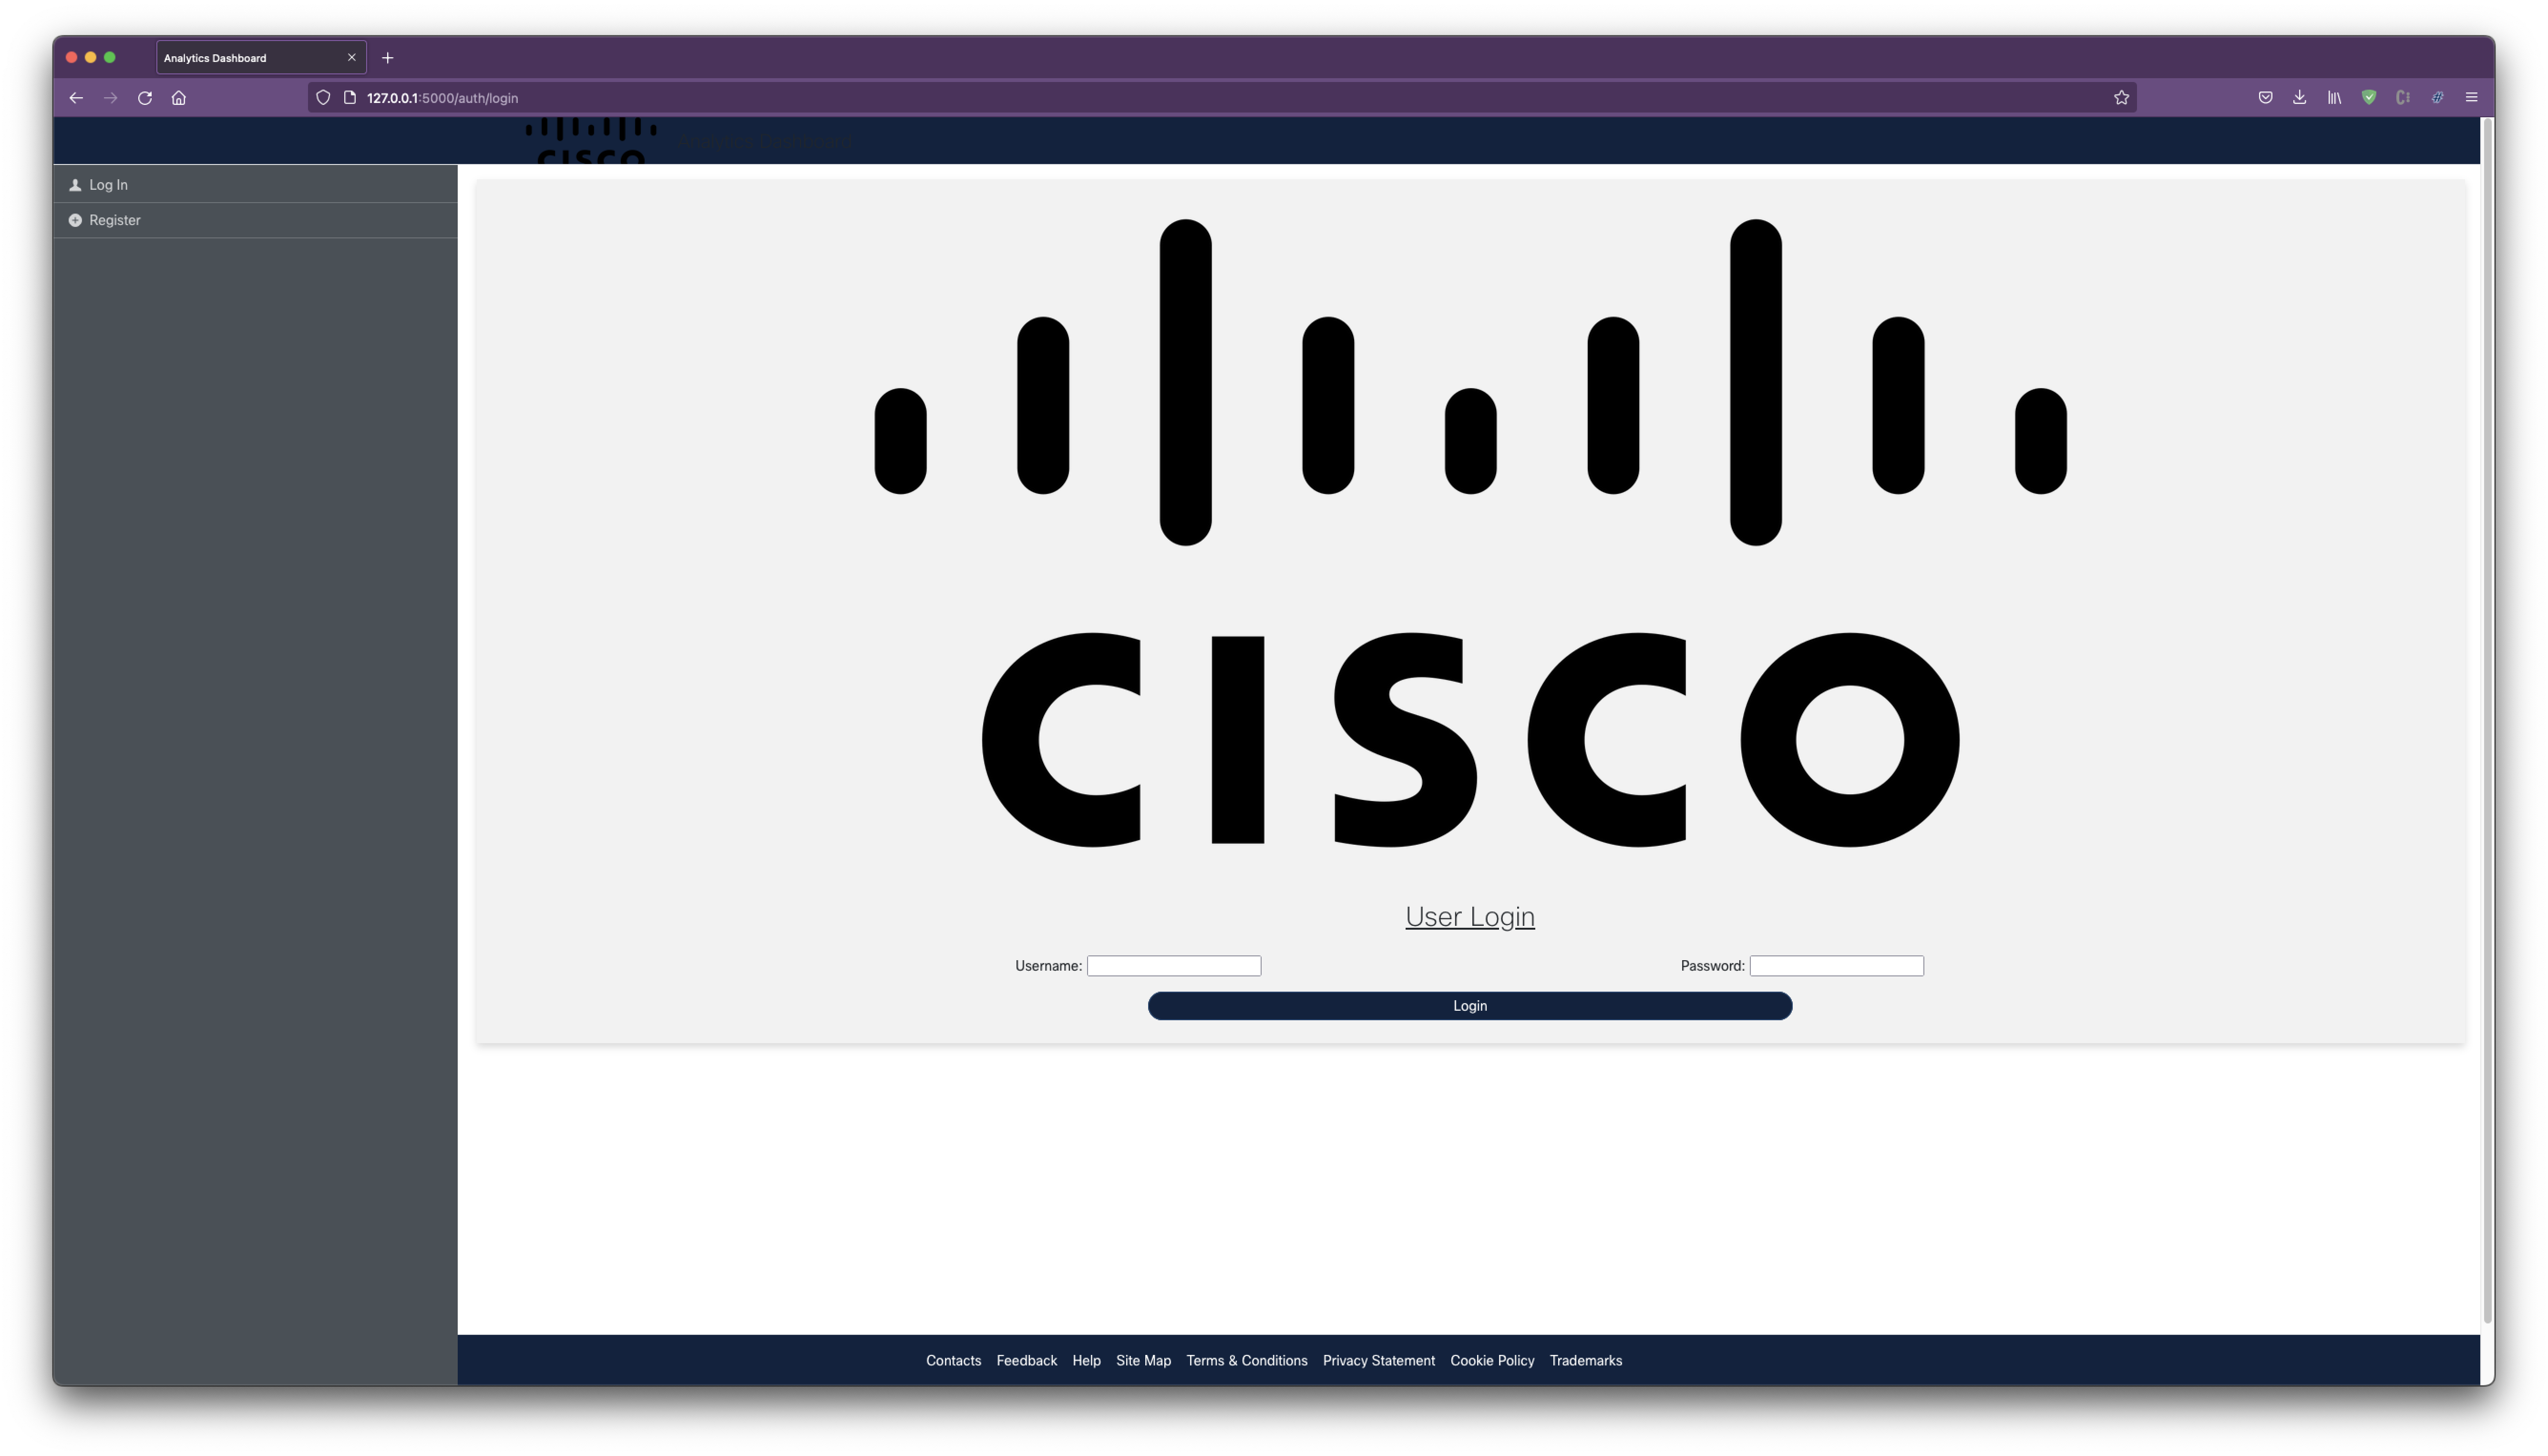 Analytics Dashboard
127.0.0.1:5000/auth/login
CISCO
Log In
Register
CISCO
User Login
Username:
Password:
Login
Contacts Feedback Help Site Map Terms & Conditions Privacy Statement Cookie Policy Trademarks